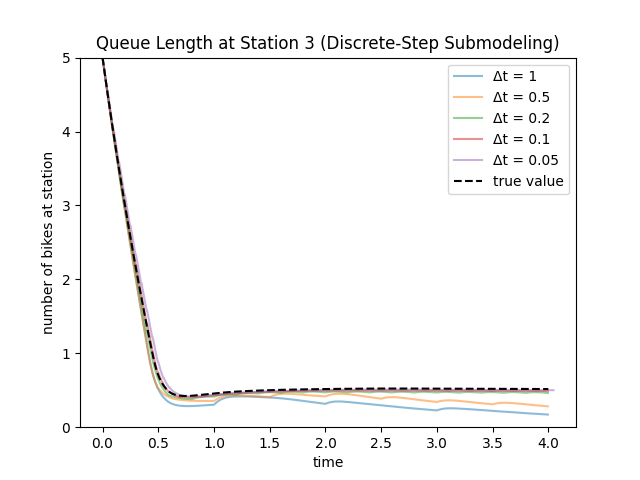 Queue Length at Station 3 (Discrete-Step Submodeling)
number of bikes at station
5
4
3
2
1
0
Δt = 1
Δt = 0.5
Δt = 0.2
Δt = 0.1
Δt = 0.05
true value
0.0 0.5 1.0 1.5 2.0 2.5 3.0 3.5 4.0
time